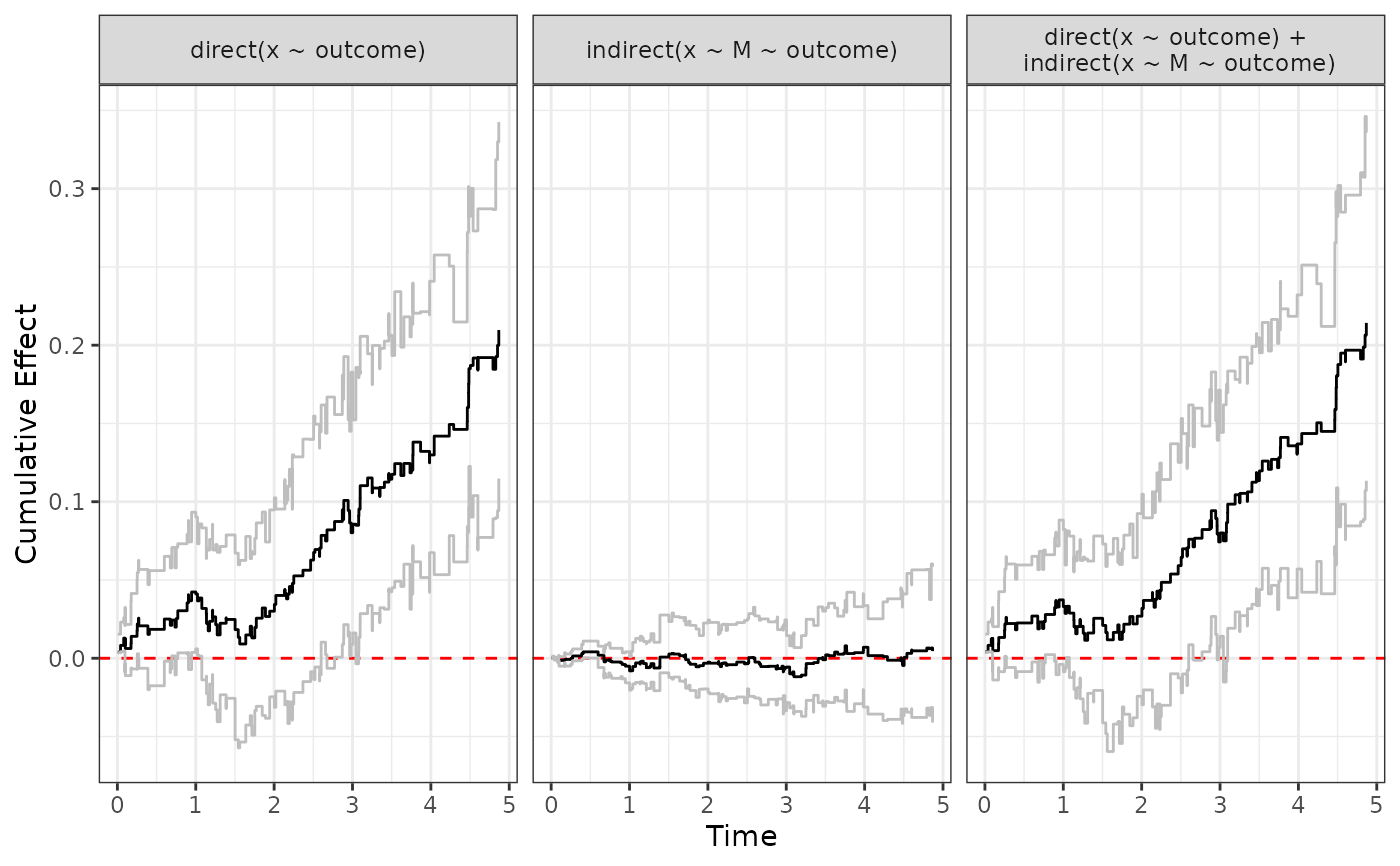 direct(x ~ outcome)
indirect(x ~ M ~ outcome)
direct(x ~ outcome) +
indirect(x ~ M ~ outcome)
Cumulative Effect
0.3
0.2
0.1
0.0
0 1 2 3 4 5
0 1 2 3 4 5
0 1 2 3 4 5
Time